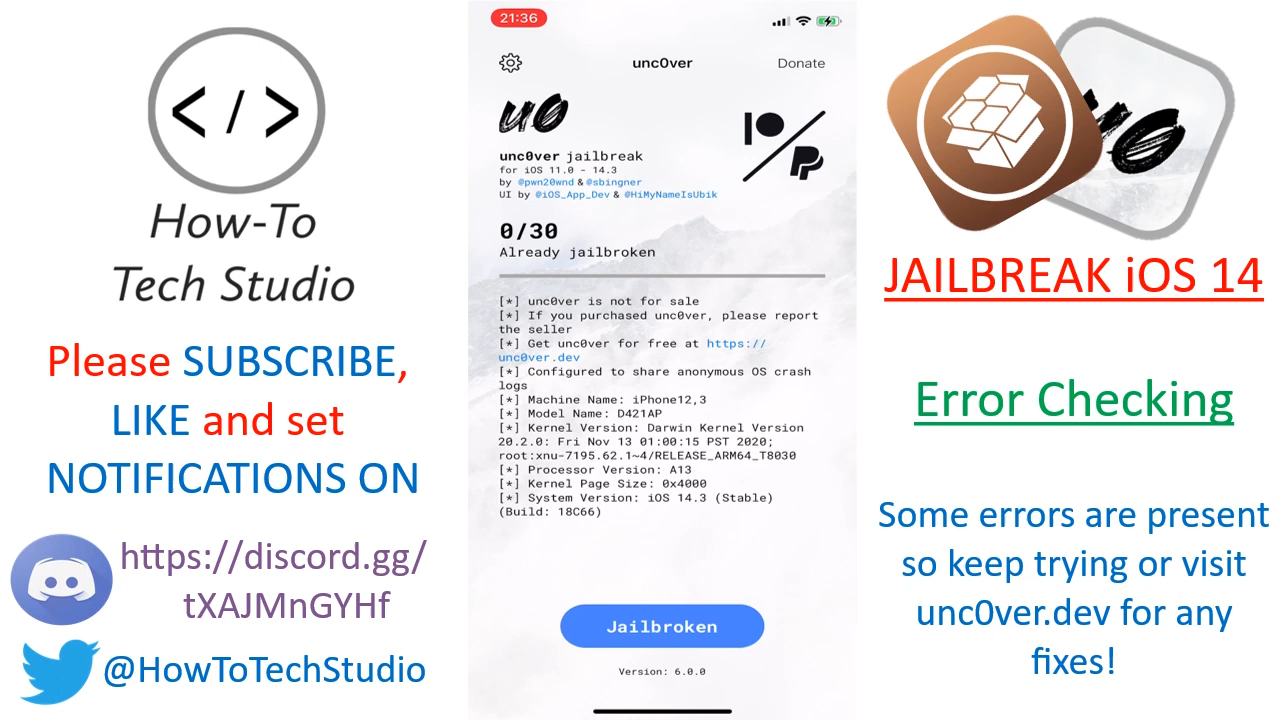 </>
How-To
Tech Studio
Please SUBSCRIBE,
LIKE and set
NOTIFICATIONS ON
https://discord.gg/
tXAJMnGYHf
@HowToTechStudio
21:36
unc0ver
Donate
u0
unc0ver jailbreak
for iOS 11.0 - 14.3
by @pwn20wnd & @sbingner
UI by @iOS_App_Dev & @HiMyNameIsUbik
0/30
Already jailbroken
[*] unc0ver is not for sale
[*] If you purchased unc0ver, please report
the seller
[*] Get unc0ver for free at https://
unc0ver.dev
[*] Configured to share anonymous OS crash
logs
[*] Machine Name: iPhone12,3
[*] Model Name: D421AP
[*] Kernel Version: Darwin Kernel Version
20.2.0: Fri Nov 13 01:00:15 PST 2020;
root:xnu-7195.62.1~4/RELEASE_ARM64_T8030
[*] Processor Version: A13
[*] Kernel Page Size: 0x4000
[*] System Version: iOS 14.3 (Stable)
(Build: 18C66)
Jailbroken
Version: 6.0.0
u0
JAILBREAK iOS 14
Error Checking
Some errors are present
so keep trying or visit
unc0ver.dev for any
fixes!